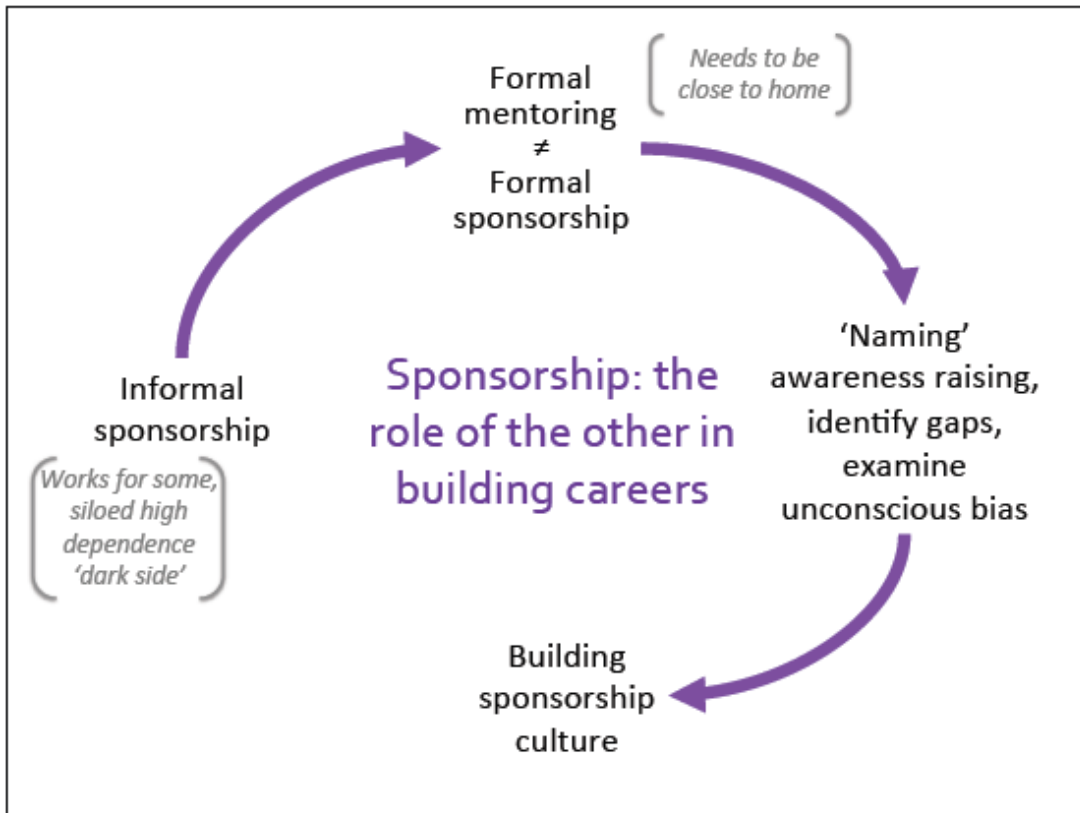 Formal
mentoring
≠
Formal
sponsorship
Needs to be
close to home
‘Naming’
awareness raising,
identify gaps,
examine
unconscious bias
Sponsorship: the
role of the other in
building careers
Informal
sponsorship
Works for some,
siloed high
dependence
‘dark side’
Building
sponsorship
culture